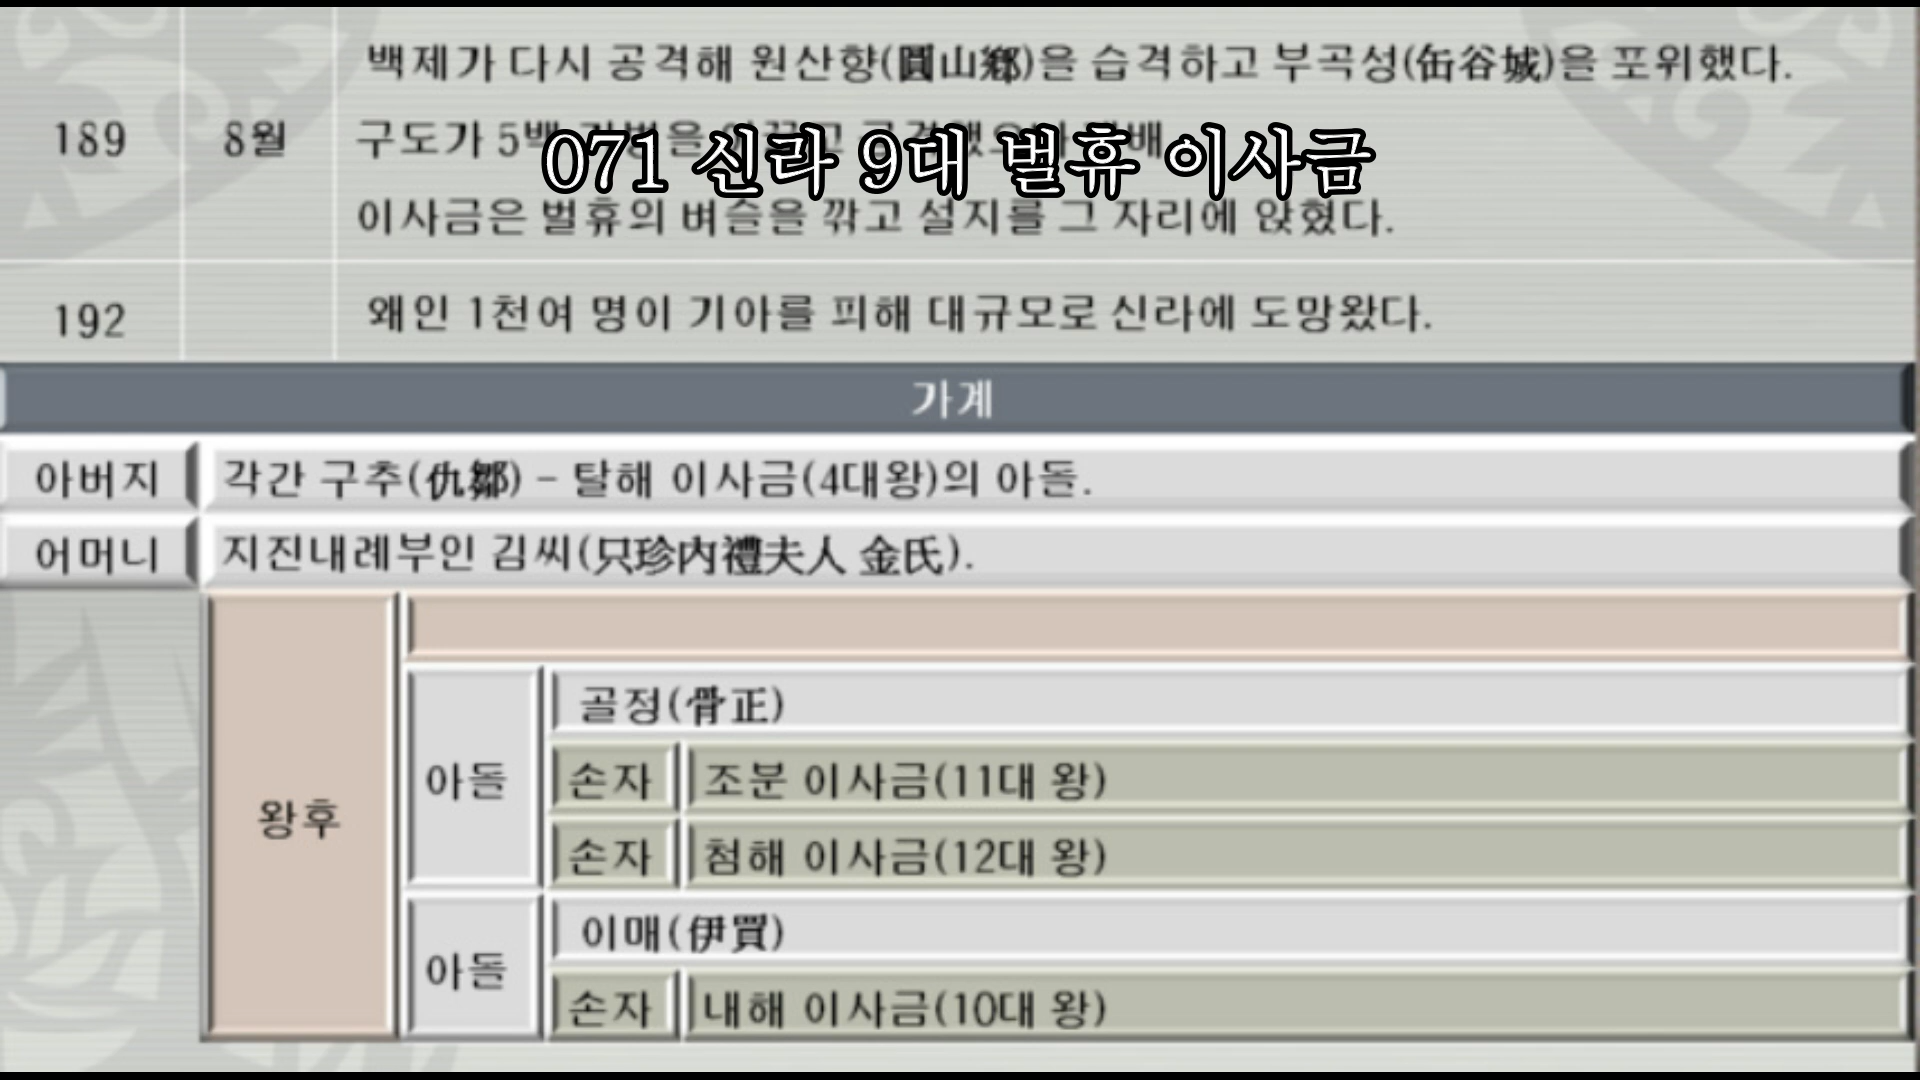 백제가 다시 공격해 원산향(圓山鄕)을 습격하고 부곡성(缶谷城)을 포위했다.
189 8월 구도가 5백
071 신라 9대 벌휴 이사금
이사금은 벌휴의 벼슬을 깎고 설지를 그 자리에 앉혔다.
192 왜인 1천여 명이 기아를 피해 대규모로 신라에 도망왔다.
가계
아버지 각간 구추(仇鄒) – 탈해 이사금(4대왕)의 아돌.
어머니 지진내례부인 김씨(只珍內禮夫人 金氏).
왕후
아돌 골정(骨正)
손자 조분 이사금(11대 왕)
손자 첨해 이사금(12대 왕)
아돌 이매(伊買)
손자 내해 이사금(10대 왕)